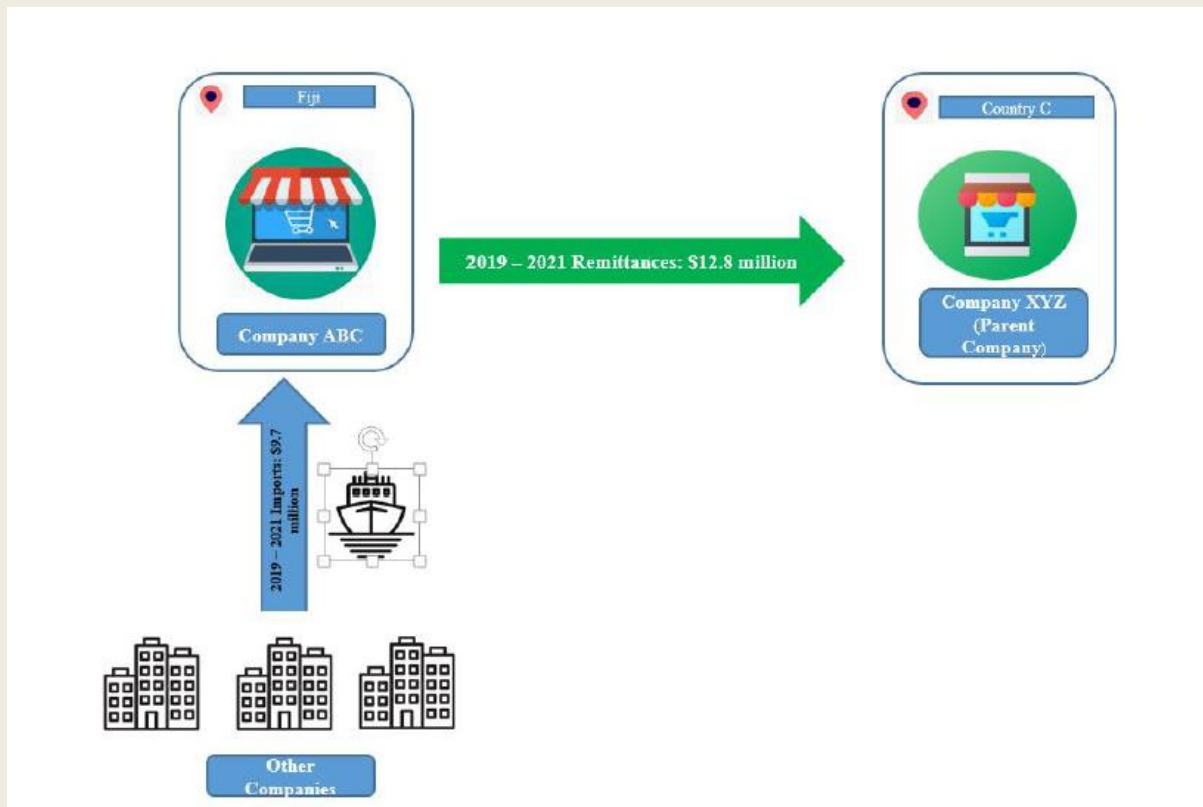 Fiji
Country C
2019 – 2021 Remittances: $12.8 million
Company ABC
Company XYZ
(Parent
Company)
2019 – 2021 Imports: $9.7
million
Other
Companies